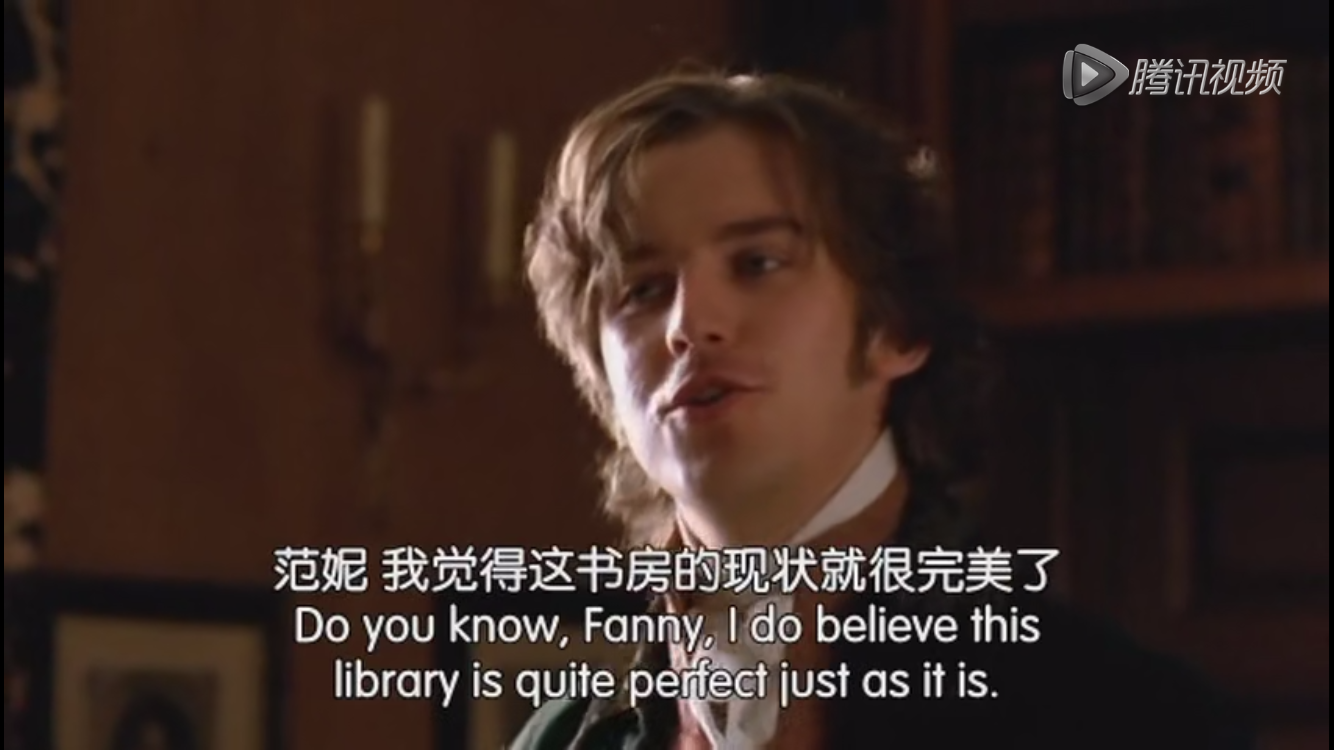 腾讯视频
范妮 我觉得这书房的现状就很完美了
Do you know, Fanny, I do believe this
library is quite perfect just as it is.